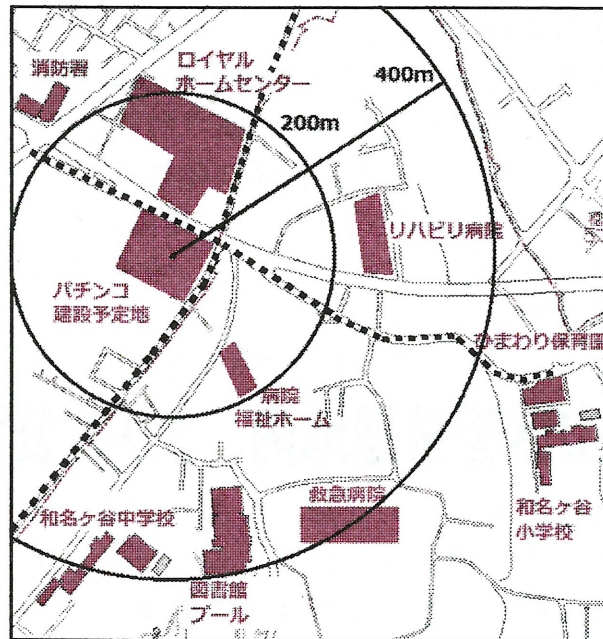 消防署
ロイヤル
ホームセンター
400m
200m
リハビリ病院
パチンコ
建設予定地
ひまわり保育園
病院
福祉ホーム
救急病院
和名ヶ谷中学校
和名ヶ谷
小学校
図書館
プール